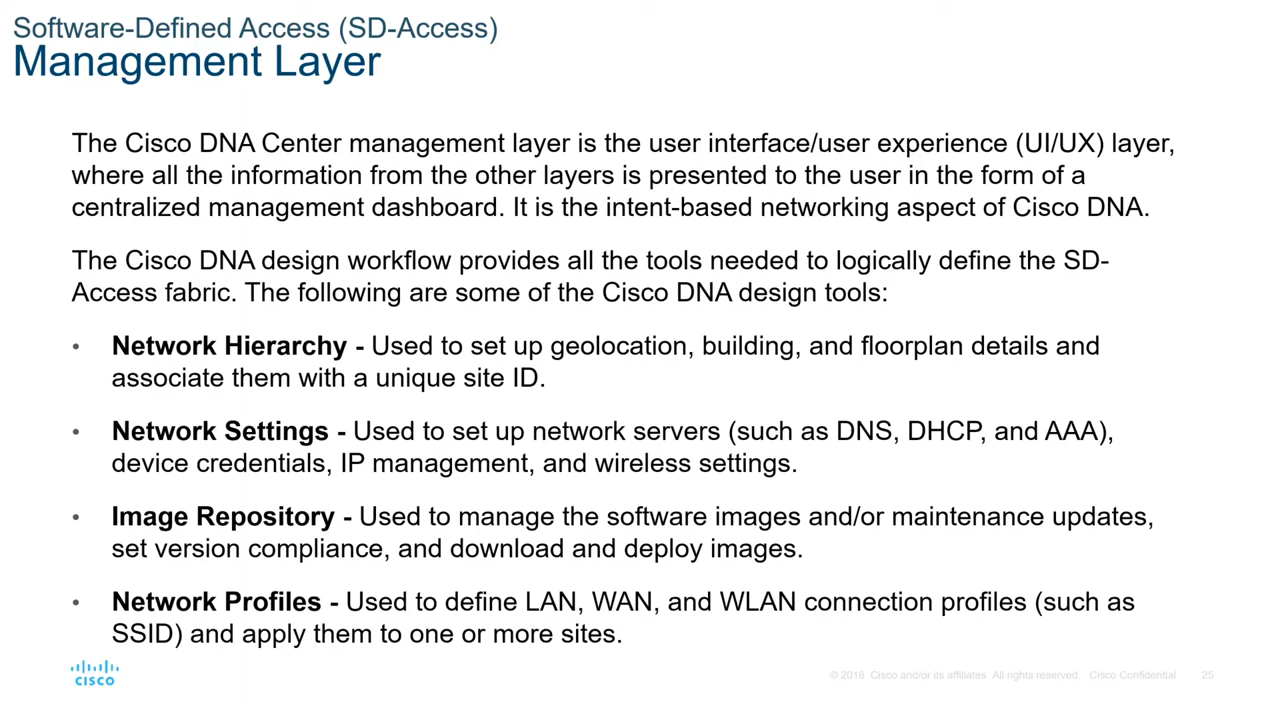 Software-Defined Access (SD-Access)
Management Layer
The Cisco DNA Center management layer is the user interface/user experience (UI/UX) layer,
where all the information from the other layers is presented to the user in the form of a
centralized management dashboard. It is the intent-based networking aspect of Cisco DNA.
The Cisco DNA design workflow provides all the tools needed to logically define the SD-
Access fabric. The following are some of the Cisco DNA design tools:
• Network Hierarchy - Used to set up geolocation, building, and floorplan details and
associate them with a unique site ID.
• Network Settings - Used to set up network servers (such as DNS, DHCP, and AAA),
device credentials, IP management, and wireless settings.
• Image Repository - Used to manage the software images and/or maintenance updates,
set version compliance, and download and deploy images.
• Network Profiles - Used to define LAN, WAN, and WLAN connection profiles (such as
SSID) and apply them to one or more sites.
CISCO
© 2016 Cisco and/or its affiliates. All rights reserved. Cisco Confidential 25